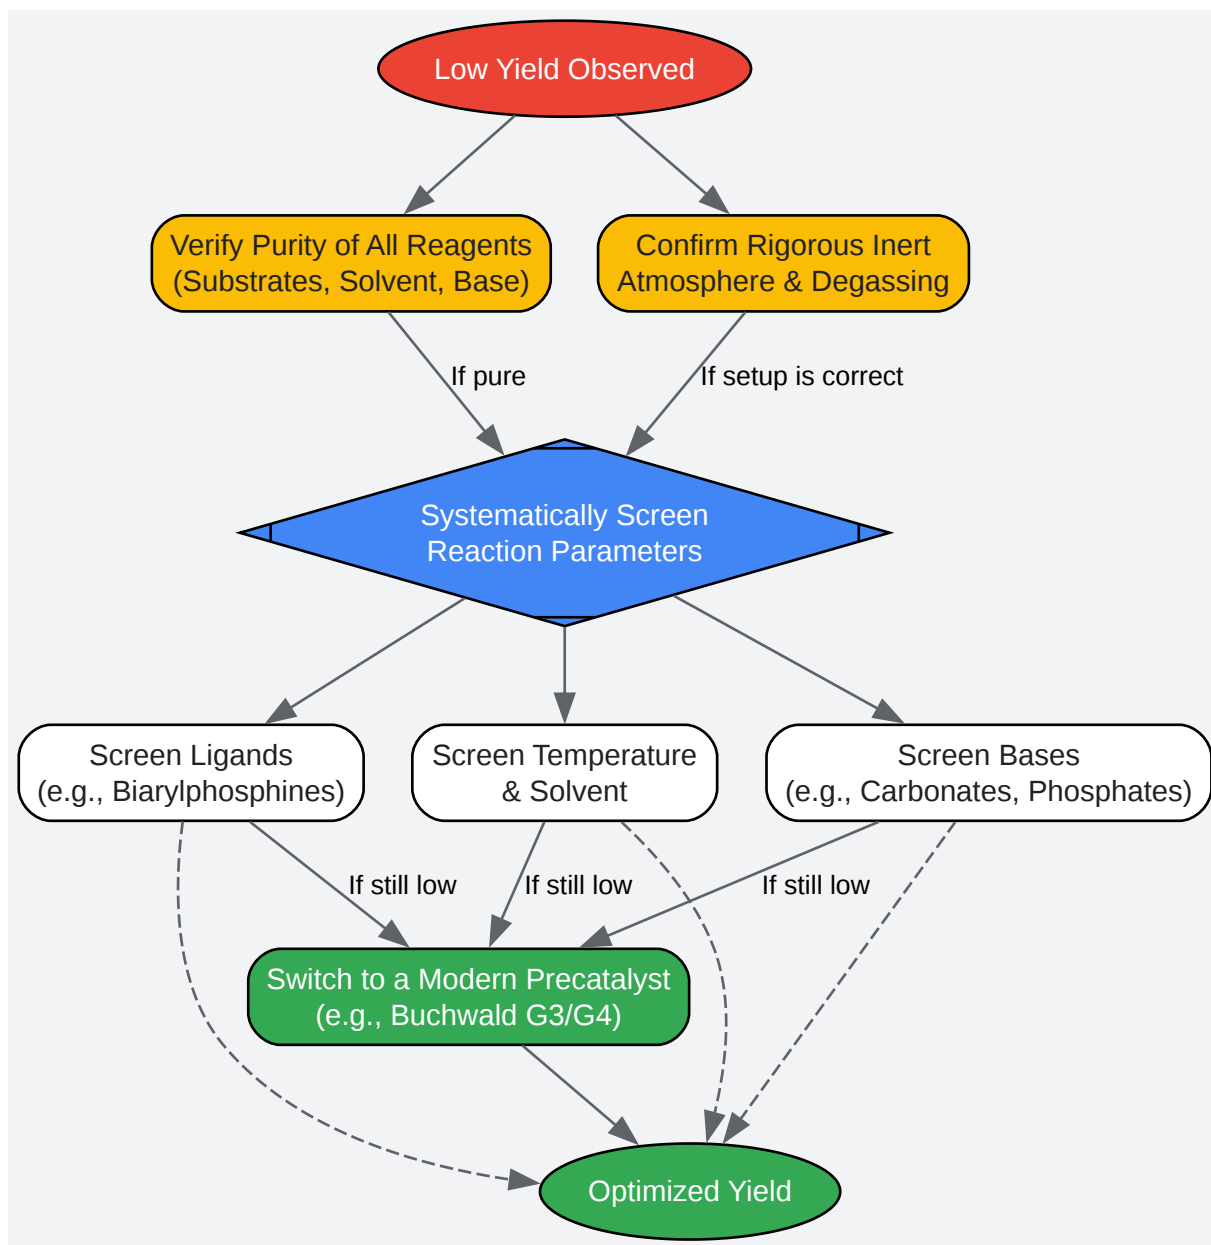 Low Yield Observed
Verify Purity of All Reagents
(Substrates, Solvent, Base)
Confirm Rigorous Inert
Atmosphere & Degassing
If pure
If setup is correct
Systematically Screen
Reaction Parameters
Screen Ligands
(e.g., Biarylphosphines)
Screen Temperature
& Solvent
Screen Bases
(e.g., Carbonates, Phosphates)
If still low
If still low
If still low
Switch to a Modern Precatalyst
(e.g., Buchwald G3/G4)
Optimized Yield